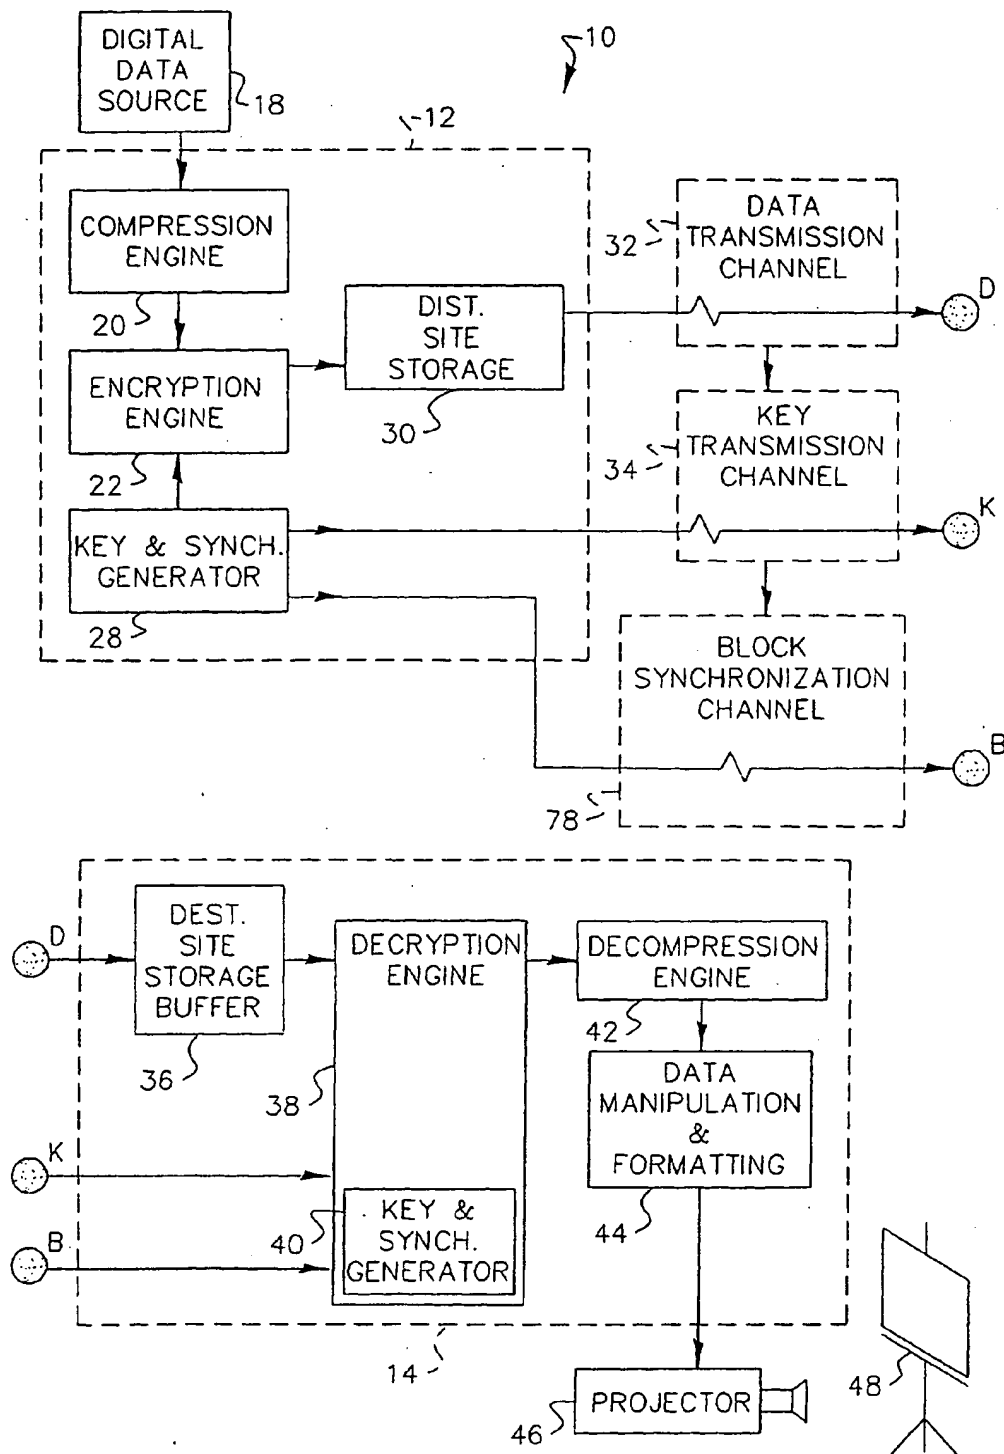 DIGITAL
DATA
SOURCE
18
10
12
COMPRESSION
ENGINE
20
ENCRYPTION
ENGINE
22
KEY & SYNCH.
GENERATOR
28
DIST.
SITE
STORAGE
30
DATA
TRANSMISSION
CHANNEL
32
D
KEY
TRANSMISSION
CHANNEL
34
K
BLOCK
SYNCHRONIZATION
CHANNEL
78
B
D
DEST.
SITE
STORAGE
BUFFER
36
DECRYPTION
ENGINE
38
DECOMPRESSION
ENGINE
42
DATA
MANIPULATION
&
FORMATTING
44
K
B
KEY &
SYNCH.
GENERATOR
40
14
PROJECTOR
46
48